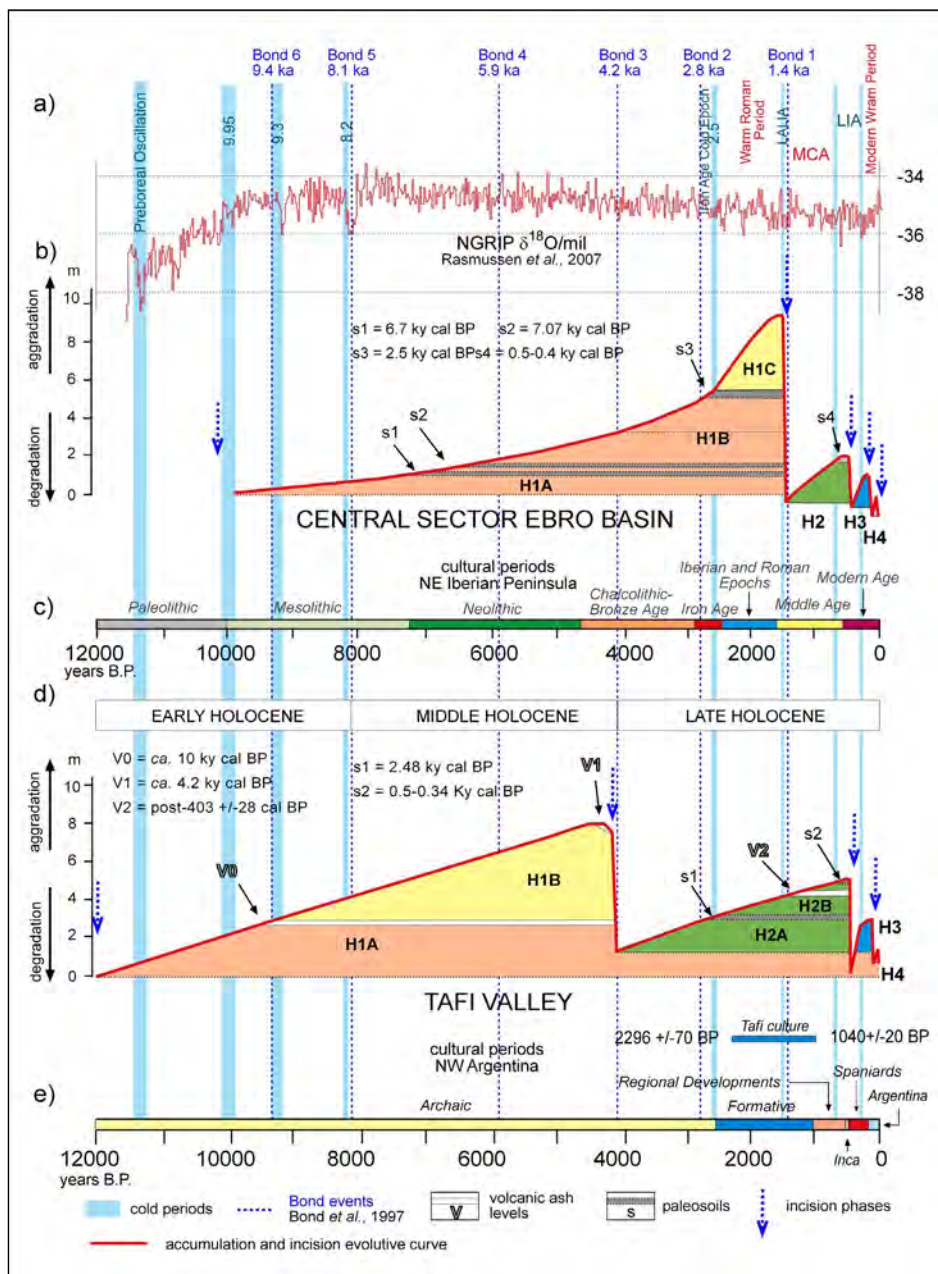 Bond 6 Bond 5 Bond 4 Bond 3 Bond 2 Bond 1
9.4 ka 8.1 ka 5.9 ka 4.2 ka 2.8 ka 1.4 ka
a)
Preboreal Oscillation
9.95
9.3
8.2
Iron Age Cold Epoch
2.5
Warm Roman
Period
LALIA
MCA
LIA
Modern Wram Period
-34
-36
-38
NGRIP δ18O/mil
Rasmussen et al., 2007
b)
m
aggradation
degradation
10
8
6
4
2
0
s1 = 6.7 ky cal BP s2 = 7.07 ky cal BP
s3 = 2.5 ky cal BPs4 = 0.5-0.4 ky cal BP
s3
H1C
s2
s1
H1B
s4
H1A
H2
H3
H4
CENTRAL SECTOR EBRO BASIN
cultural periods
NE Iberian Peninsula
c)
Paleolithic
Mesolithic
Neolithic
Chalcolithic-
Bronze Age
Iron Age
Iberian and Roman
Epochs
Middle Age
Modern Age
12000 10000 8000 6000 4000 2000 0
years B.P.
d)
EARLY HOLOCENE MIDDLE HOLOCENE LATE HOLOCENE
m
aggradation
degradation
10
8
6
4
2
0
V0 = ca. 10 ky cal BP
V1 = ca. 4.2 ky cal BP
V2 = post-403 +/-28 cal BP
s1 = 2.48 ky cal BP
s2 = 0.5-0.34 Ky cal BP
V1
V0
V2
s2
s1
H1B
H2B
H1A
H2A
H3
H4
TAFI VALLEY
2296 +/-70 BP
Tafi culture
1040+/-20 BP
cultural periods
NW Argentina
e)
Archaic
Regional Developments
Formative
Spaniards
Argentina
Inca
12000 10000 8000 6000 4000 2000 0
years B.P.
cold periods
Bond events
Bond et al., 1997
V
volcanic ash
levels
s
paleosoils
incision phases
accumulation and incision evolutive curve